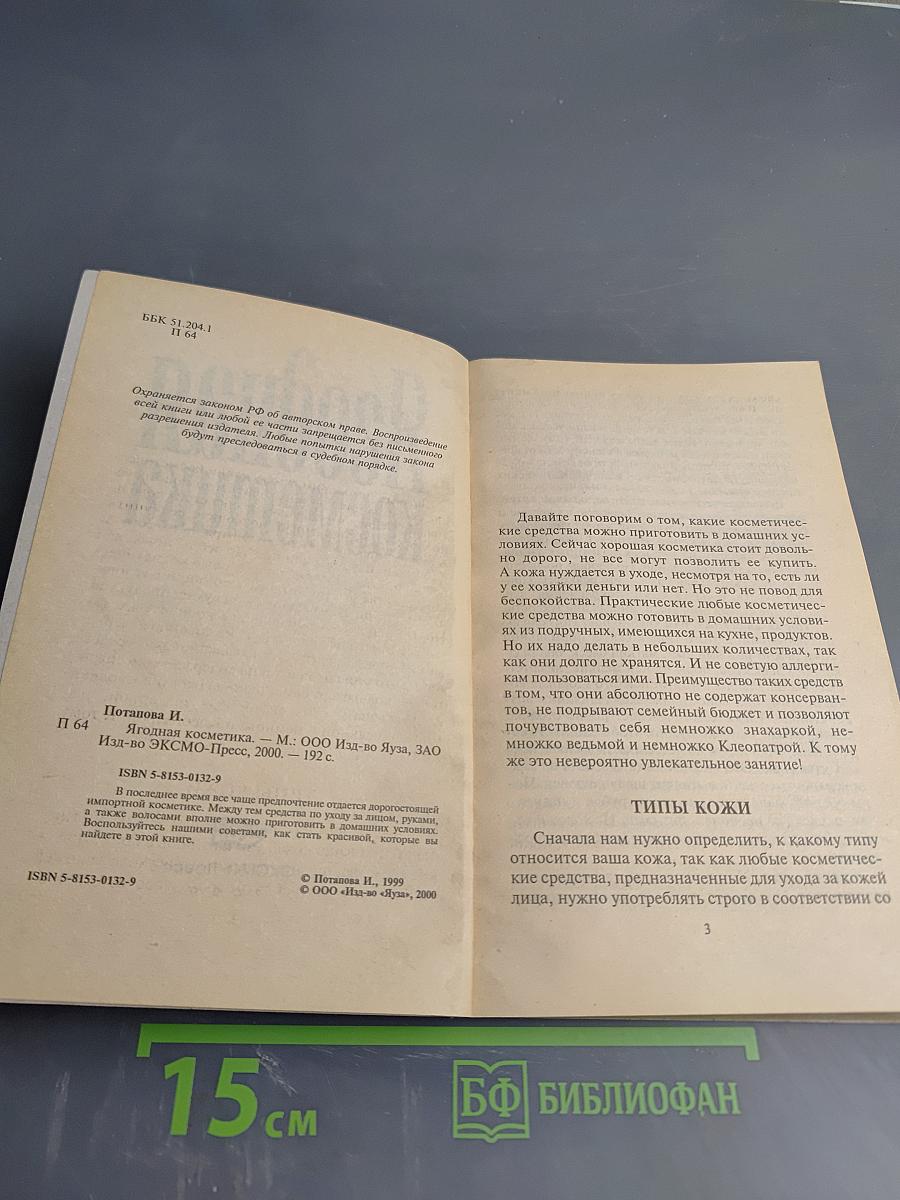 ББК 51.204.1
П 64
Охраняется законом РФ об авторском праве. Воспроизведение
всей книги или любой ее части запрещается без письменного
разрешения издателя. Любые попытки нарушения закона
будут преследоваться в судебном порядке.
Потапова И.
П 64
Ягодная косметика. — М.: ООО Изд-во Яуза, ЗАО
Изд-во ЭКСМО-Пресс, 2000. — 192 с.
ISBN 5-8153-0132-9
В последнее время все чаще предпочтение отдается дорогостоящей
импортной косметике. Между тем средства по уходу за лицом, руками,
а также волосами вполне можно приготовить в домашних условиях.
Воспользуйтесь нашими советами, как стать красивой, которые вы
найдете в этой книге.
ISBN 5-8153-0132-9
© Потапова И., 1999
© ООО «Изд-во «Яуза», 2000
Давайте поговорим о том, какие косметичес-
кие средства можно приготовить в домашних ус-
ловиях. Сейчас хорошая косметика стоит доволь-
но дорого, не все могут позволить ее купить.
А кожа нуждается в уходе, несмотря на то, есть ли
у ее хозяйки деньги или нет. Но это не повод для
беспокойства. Практические любые косметичес-
кие средства можно готовить в домашних услови-
ях из подручных, имеющихся на кухне, продуктов.
Но их надо делать в небольших количествах, так
как они долго не хранятся. И не советую аллерги-
кам пользоваться ими. Преимущество таких средств
в том, что они абсолютно не содержат консерван-
тов, не подрывают семейный бюджет и позволяют
почувствовать себя немножко знахаркой, не-
множко ведьмой и немножко Клеопатрой. К тому
же это невероятно увлекательное занятие!
ТИПЫ КОЖИ
Сначала нам нужно определить, к какому типу
относится ваша кожа, так как любые косметичес-
кие средства, предназначенные для ухода за кожей
лица, нужно употреблять строго в соответствии со
3
15 см
БФ БИБЛИОФАН